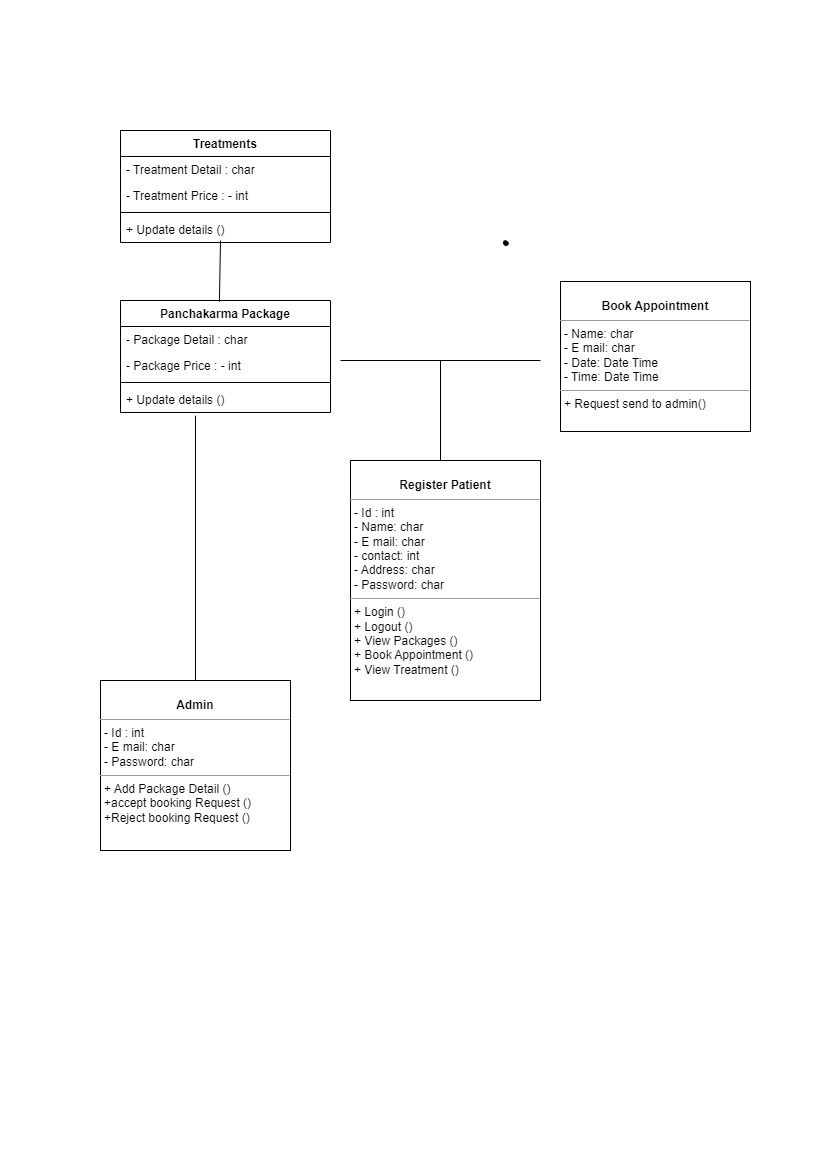 Treatments
- Treatment Detail : char
- Treatment Price : - int
+ Update details ()
Panchakarma Package
- Package Detail : char
- Package Price : - int
+ Update details ()
Book Appointment
- Name: char
- E mail: char
- Date: Date Time
- Time: Date Time
+ Request send to admin()
Register Patient
- Id : int
- Name: char
- E mail: char
- contact: int
- Address: char
- Password: char
+ Login ()
+ Logout ()
+ View Packages ()
+ Book Appointment ()
+ View Treatment ()
Admin
- Id : int
- E mail: char
- Password: char
+ Add Package Detail ()
+accept booking Request ()
+Reject booking Request ()